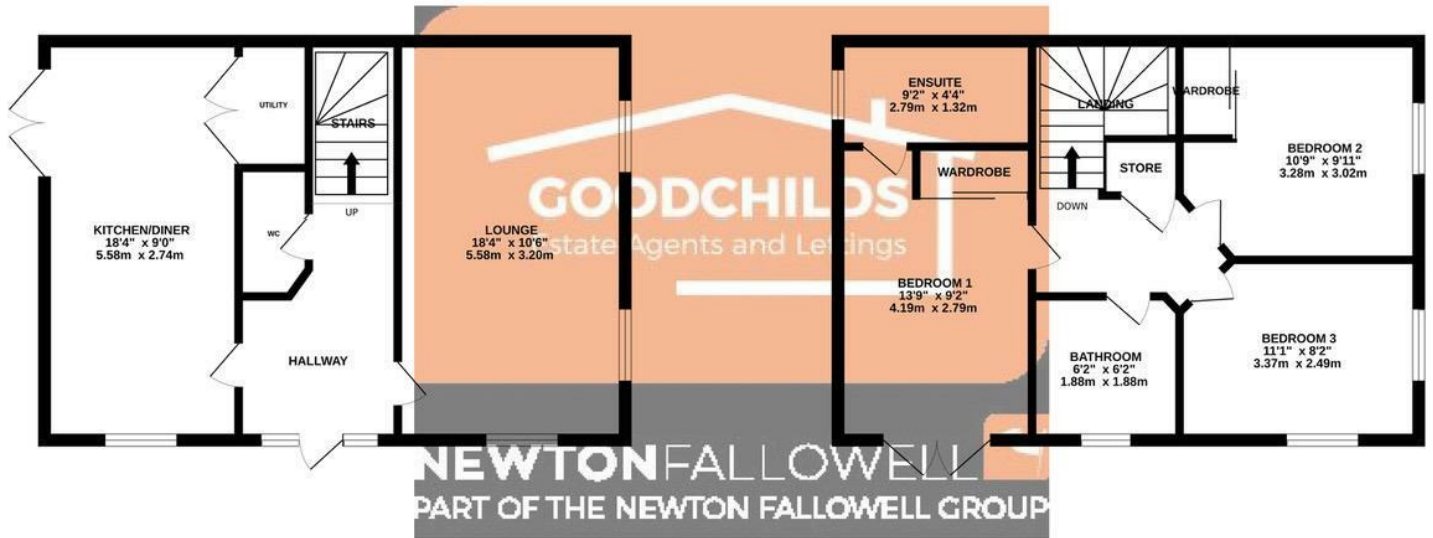 UTILITY
STAIRS
UP
WC
KITCHEN/DINER
18'4" x 9'0"
5.58m x 2.74m
HALLWAY
LOUNGE
18'4" x 10'6"
5.58m x 3.20m
ENSUITE
9'2" x 4'4"
2.79m x 1.32m
WARDROBE
LANDING
STORE
DOWN
WARDROBE
BEDROOM 2
10'9" x 9'11"
3.28m x 3.02m
BEDROOM 1
13'9" x 9'2"
4.19m x 2.79m
BATHROOM
6'2" x 6'2"
1.88m x 1.88m
BEDROOM 3
11'1" x 8'2"
3.37m x 2.49m
GOODCHILDS
Estate Agents and Lettings
NEWTONFALLOWELL
PART OF THE NEWTON FALLOWELL GROUP